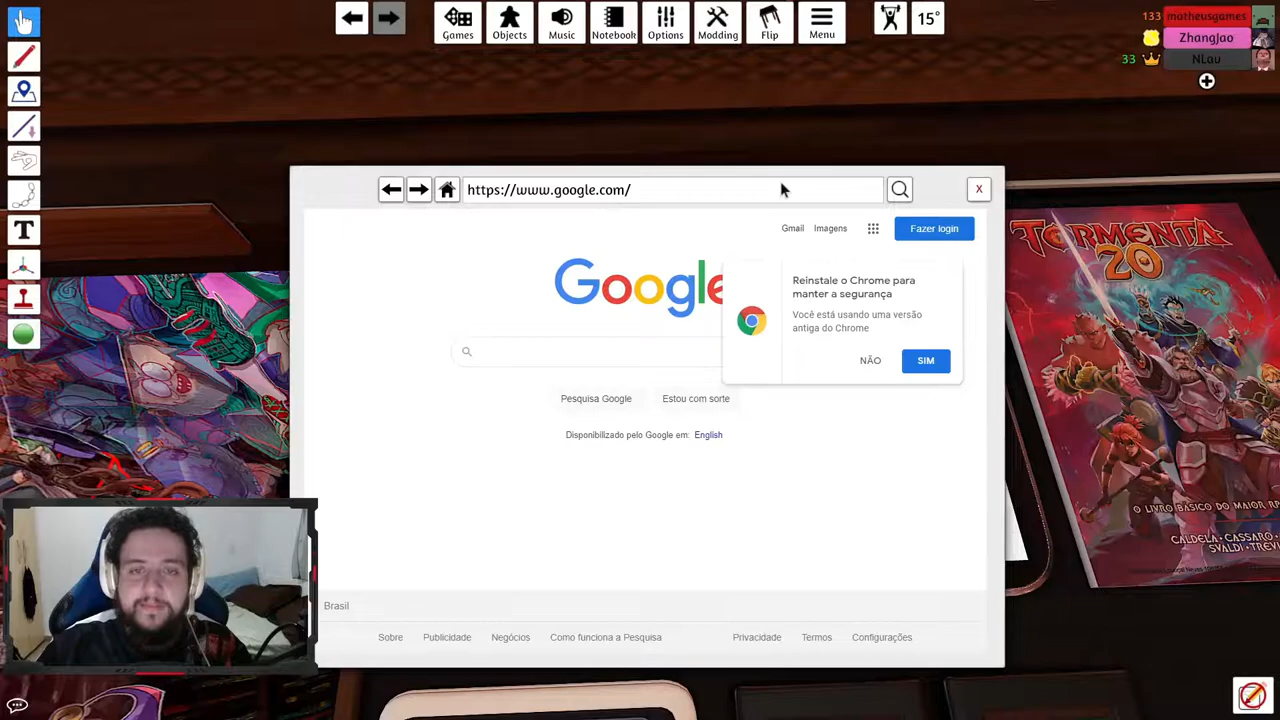 Games
Objects
Music
Notebook
Options
Modding
Flip
Menu
15°
133 matheusgames
ZhangJao
33 NLau
https://www.google.com/
X
Gmail
Imagens
Fazer login
Google
Reinstale o Chrome para
manter a segurança
Você está usando uma versão
antiga do Chrome
NÃO
SIM
Pesquisa Google
Estou com sorte
Disponibilizado pelo Google em: English
Brasil
Sobre
Publicidade
Negócios
Como funciona a Pesquisa
Privacidade
Termos
Configurações
T
TORMENTA
20
O LIVRO BÁSICO DO MAIOR RP
CALDELA • CASSARO
SVALDI • TREVI